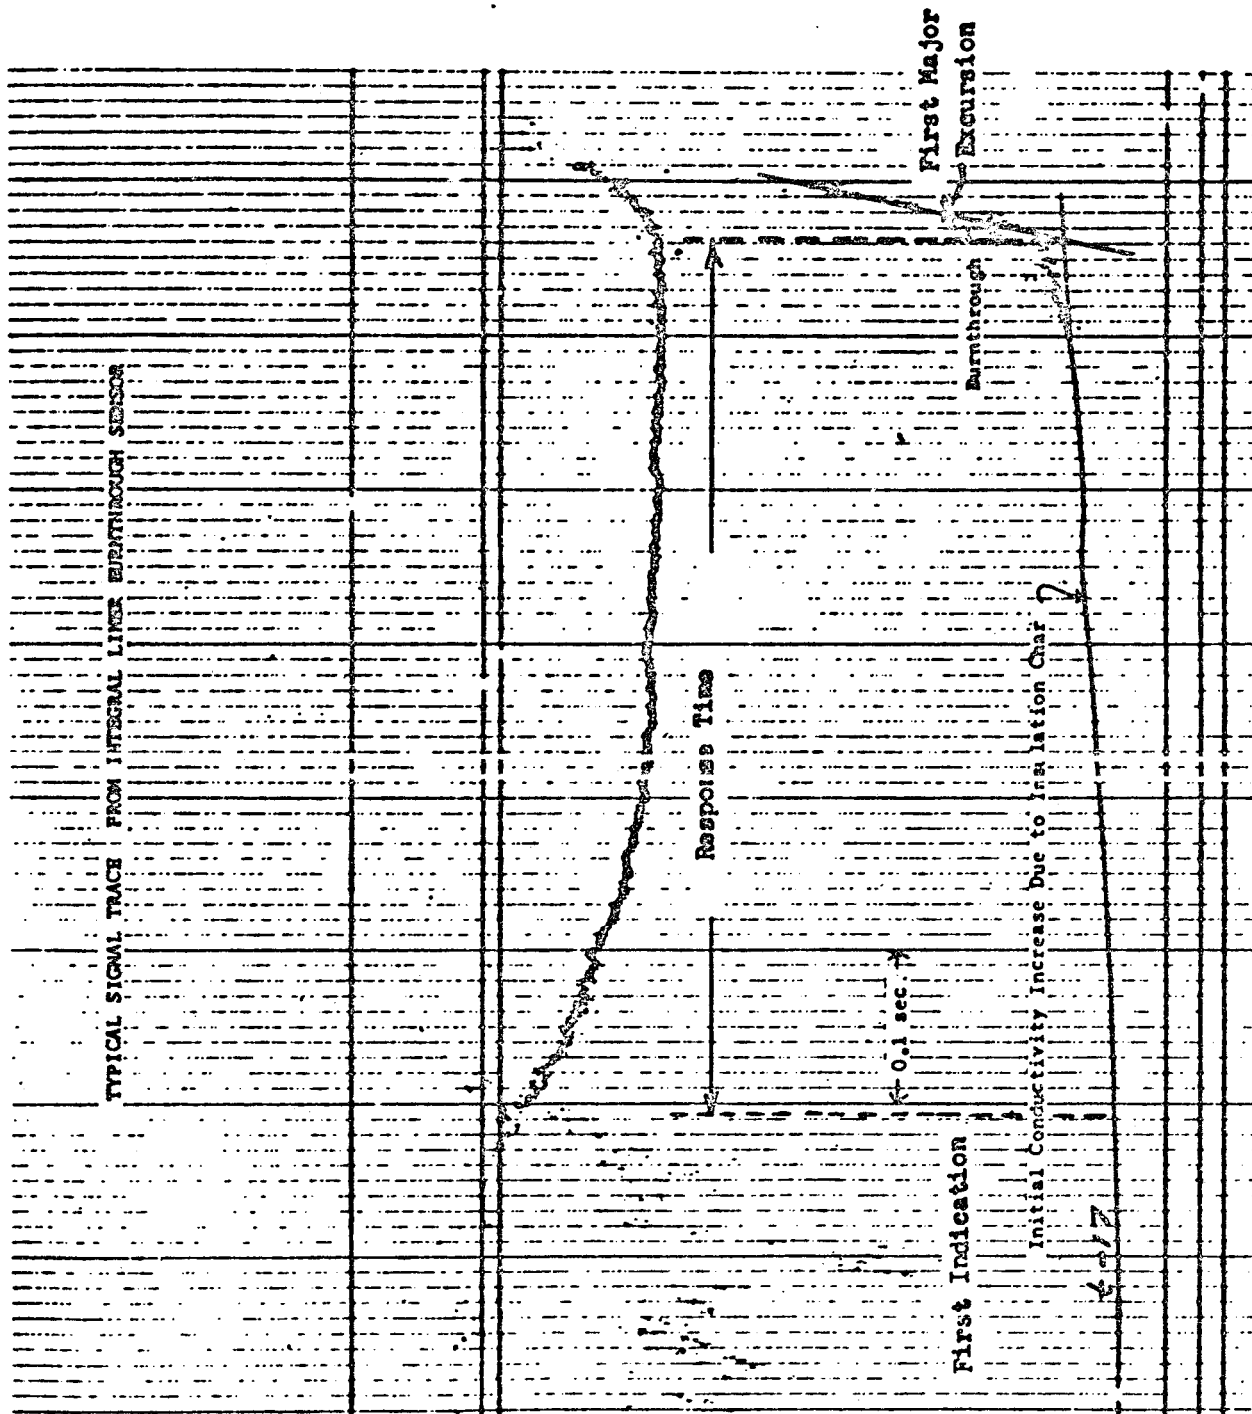 TYPICAL SIGNAL TRACE FROM INTEGRAL LINER BURNTHROUGH SENSOR
Response Time
0.1 sec
First Major
Excursion
Burnthrough
First Indication
Initial Conductivity Increase Due to Insulation Char